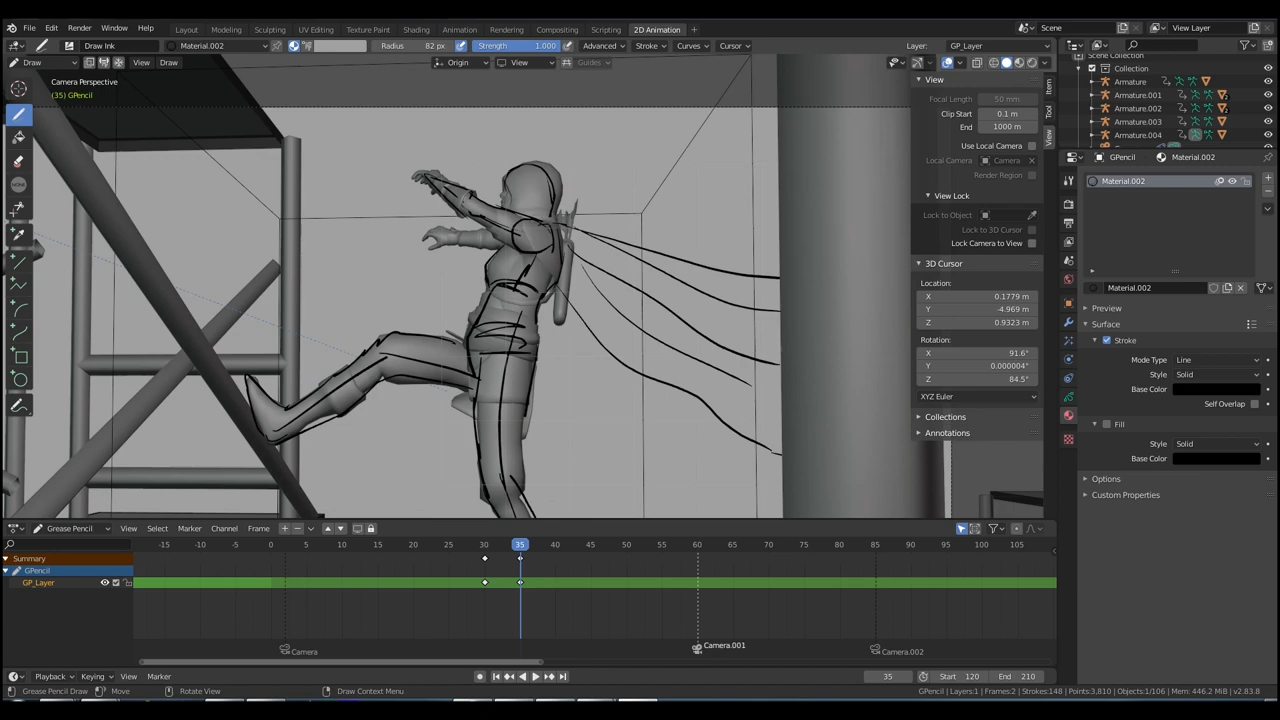 File Edit Render Window Help Layout Modeling Sculpting UV Editing Texture Paint Shading Animation Rendering Compositing Scripting 2D Animation + Scene View Layer
Draw Ink Material.002 Radius 82 px Strength 1.000 Advanced Stroke Curves Cursor Layer: GP_Layer
Draw View Draw Origin View Guides
Camera Perspective
(35) GPencil
View
Focal Length 50 mm
Clip Start 0.1 m
End 1000 m
Use Local Camera
Local Camera Camera
Render Region
View Lock
Lock to Object
Lock to 3D Cursor
Lock Camera to View
3D Cursor
Location:
X 0.1779 m
Y -4.969 m
Z 0.9323 m
Rotation:
X 91.6°
Y 0.000004°
Z 84.5°
XYZ Euler
Collections
Annotations
Item
Tool
View
Scene Collection
Collection
Armature
Armature.001
Armature.002
Armature.003
Armature.004
GPencil Material.002
Material.002
Material.002
Preview
Surface
Stroke
Mode Type Line
Style Solid
Base Color
Self Overlap
Fill
Style Solid
Base Color
Options
Custom Properties
Grease Pencil View Select Marker Channel Frame
-15 -10 -5 0 5 10 15 20 25 30 35 40 45 50 55 60 65 70 75 80 85 90 95 100 105
Summary
GPencil
GP_Layer
Camera Camera.001 Camera.002
Playback Keying View Marker 35 Start 120 End 210
Grease Pencil Draw Move Rotate View Draw Context Menu GPencil | Layers:1 | Frames:2 | Strokes:148 | Points:3,810 | Objects:1/106 | Mem: 446.2 MiB | v2.83.8